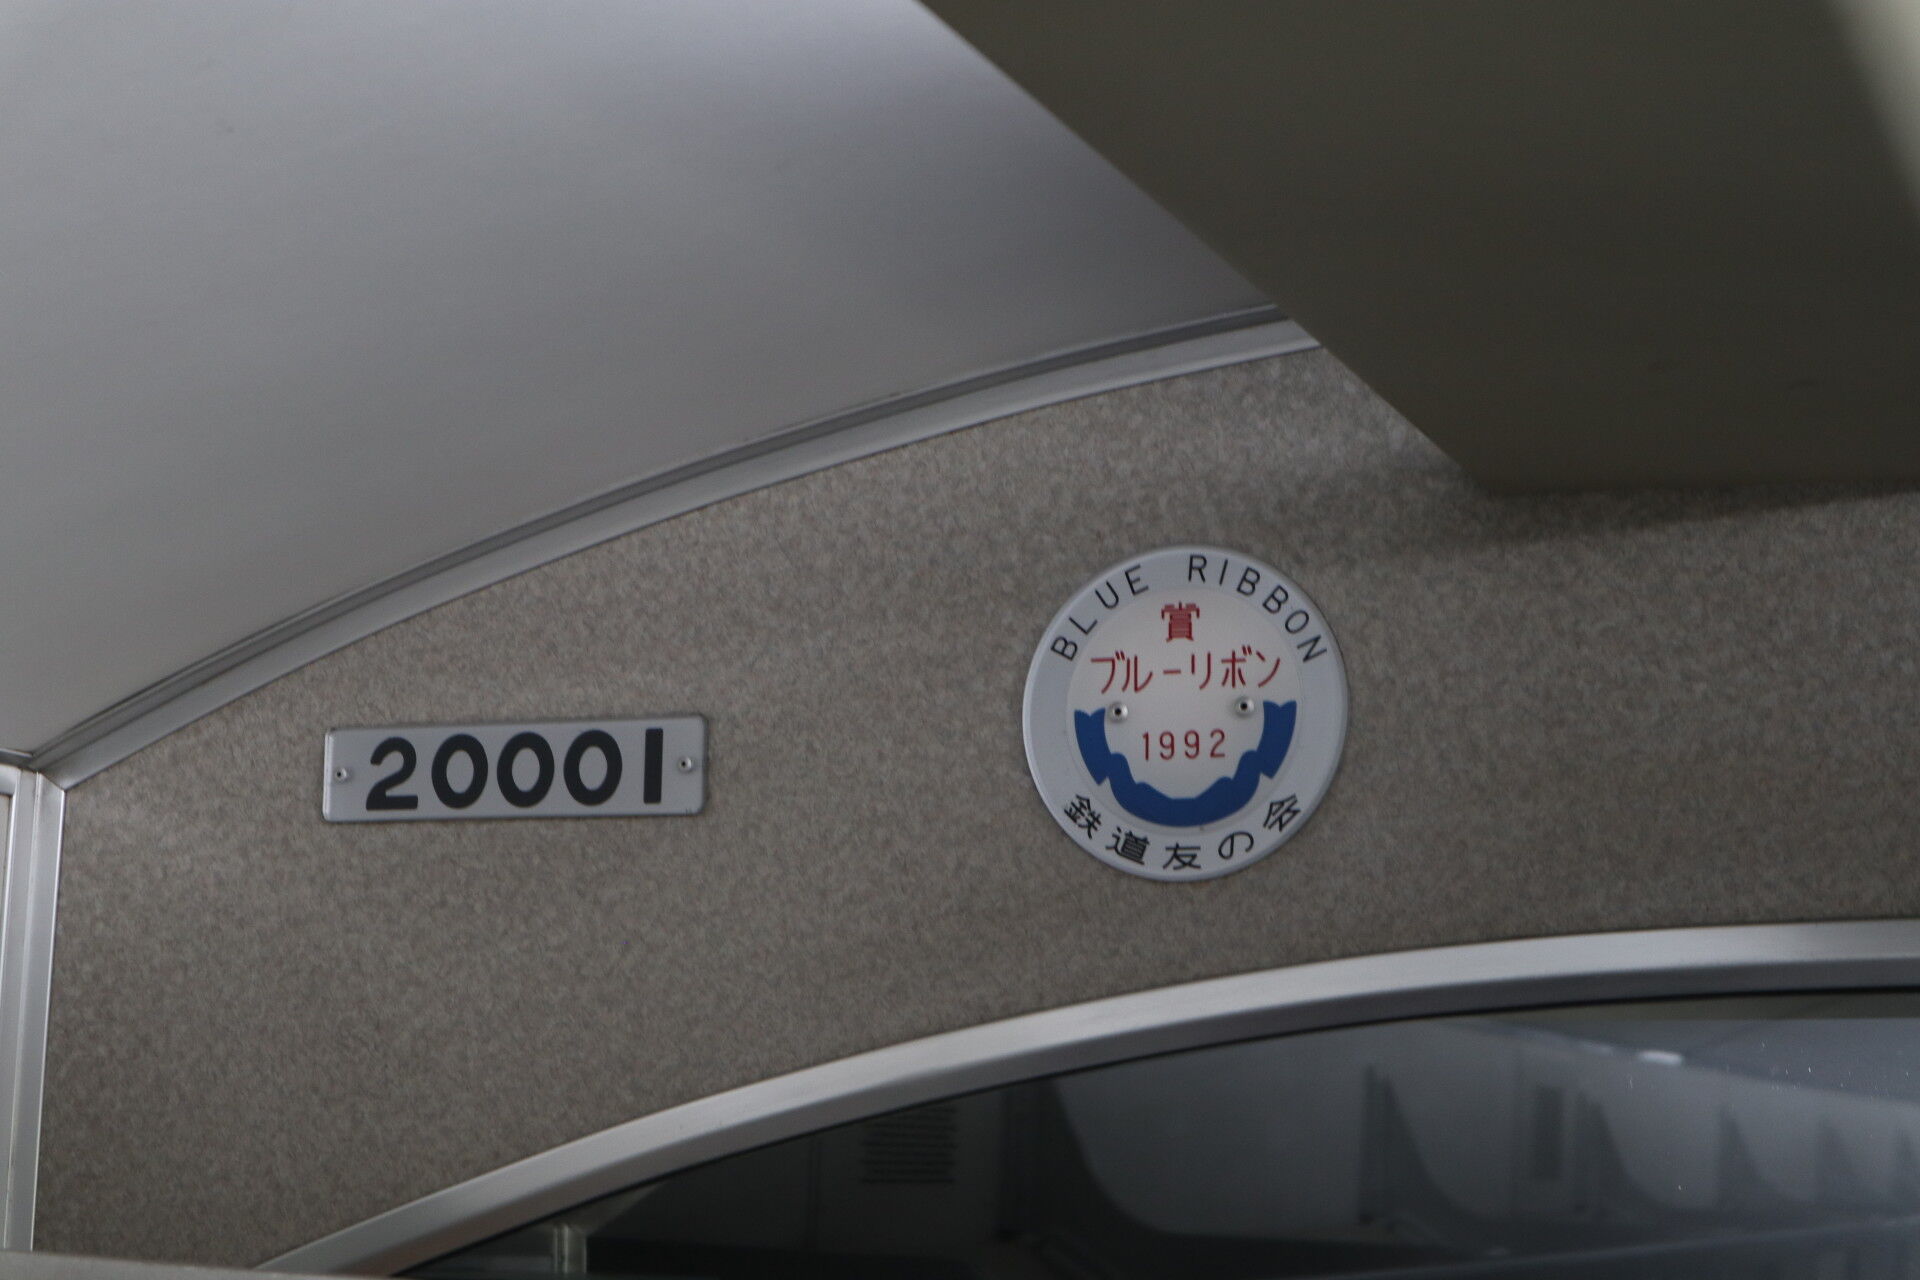 20001
BLUE RIBBON
賞
ブルーリボン
1992
鉄道友の会